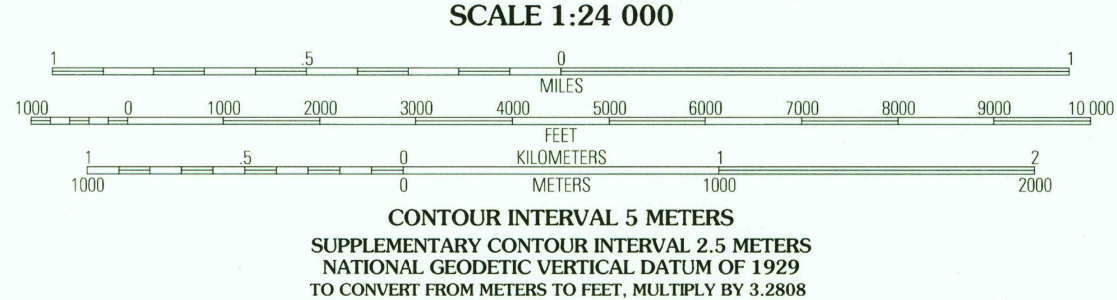 SCALE 1:24 000
1 .5 0 1
MILES
1000 0 1000 2000 3000 4000 5000 6000 7000 8000 9000 10 000
FEET
1 .5 0 KILOMETERS 1 2
1000 0 METERS 1000 2000
CONTOUR INTERVAL 5 METERS
SUPPLEMENTARY CONTOUR INTERVAL 2.5 METERS
NATIONAL GEODETIC VERTICAL DATUM OF 1929
TO CONVERT FROM METERS TO FEET, MULTIPLY BY 3.2808